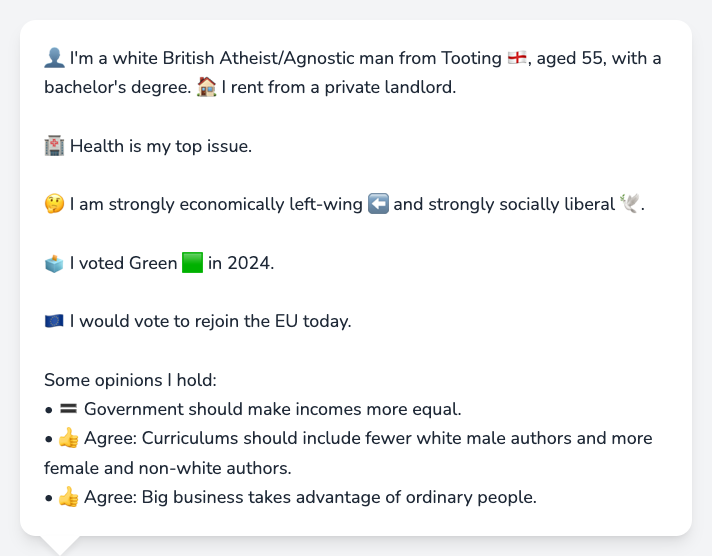 👤 I'm a white British Atheist/Agnostic man from Tooting 🏴󠁧󠁢󠁥󠁮󠁧󠁿, aged 55, with a
bachelor's degree. 🏠 I rent from a private landlord.
🏥 Health is my top issue.
🤔 I am strongly economically left-wing ⬅️ and strongly socially liberal 🕊️.
🗳️ I voted Green 🟩 in 2024.
🇪🇺 I would vote to rejoin the EU today.
Some opinions I hold:
• 🟰 Government should make incomes more equal.
• 👍 Agree: Curriculums should include fewer white male authors and more
female and non-white authors.
• 👍 Agree: Big business takes advantage of ordinary people.